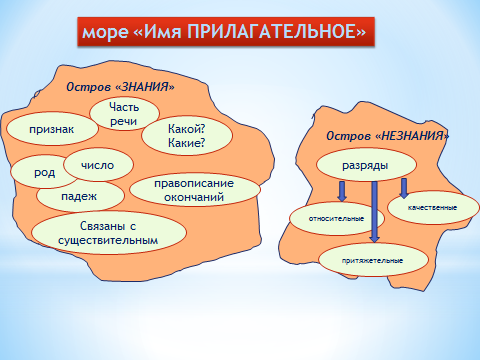 море «Имя ПРИЛАГАТЕЛЬНОЕ»
Остров «ЗНАНИЯ»
Часть
речи
признак
Какой?
Какие?
род
число
падеж
правописание
окончаний
Связаны с
существительным
Остров «НЕЗНАНИЯ»
разряды
относительные
качественные
притяжетельные